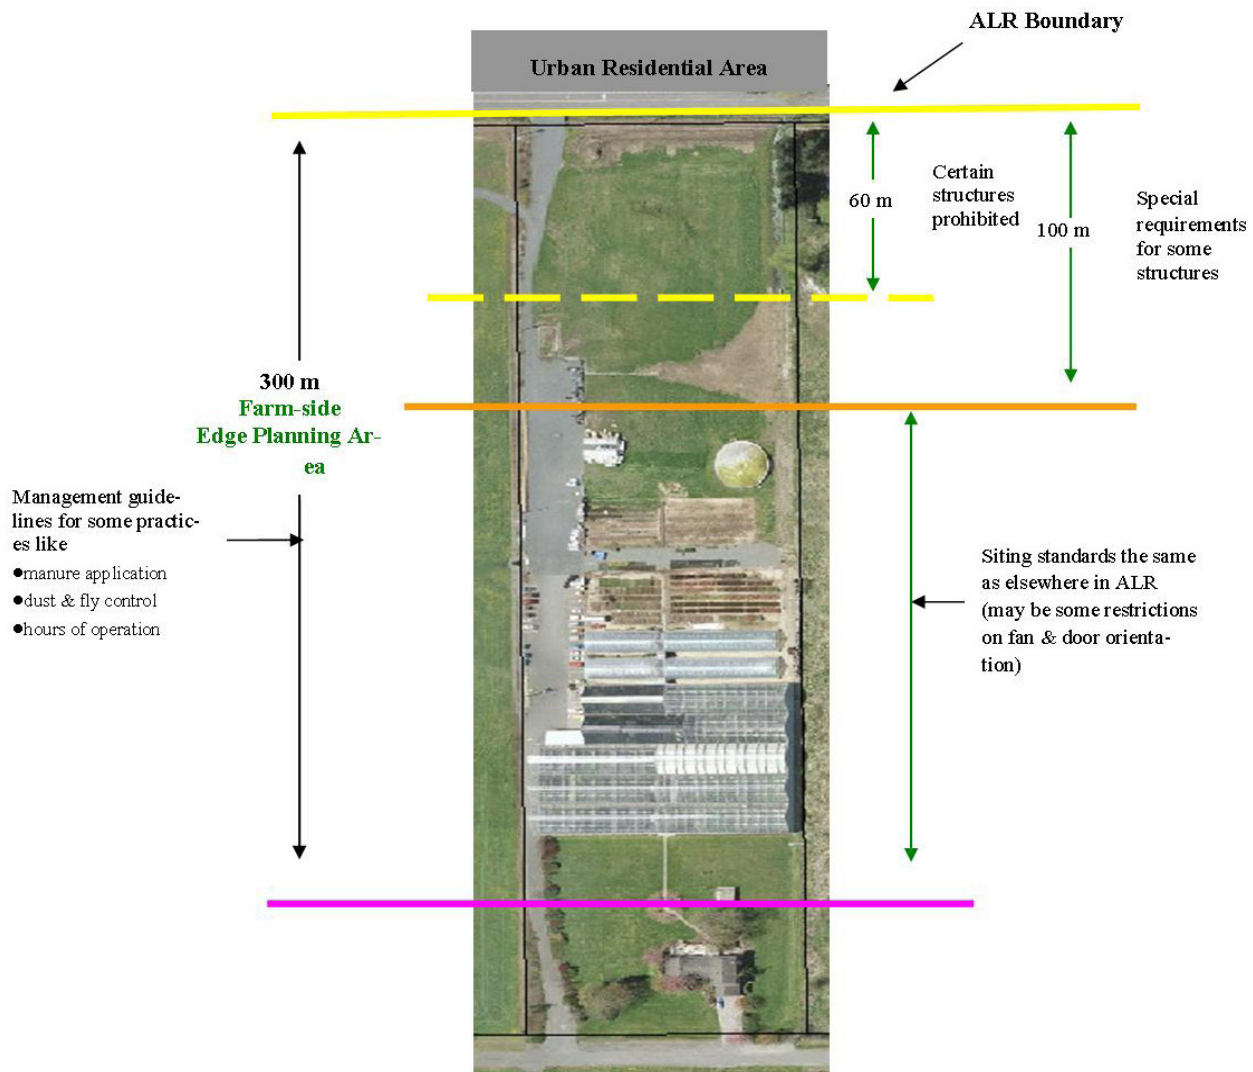 ALR Boundary
Urban Residential Area
60 m
Certain
structures
prohibited
100 m
Special
requirements
for some
structures
300 m
Farm-side
Edge Planning Ar-
ea
Management guide-
lines for some practic-
es like
●manure application
●dust & fly control
●hours of operation
Siting standards the same
as elsewhere in ALR
(may be some restrictions
on fan & door orienta-
tion)